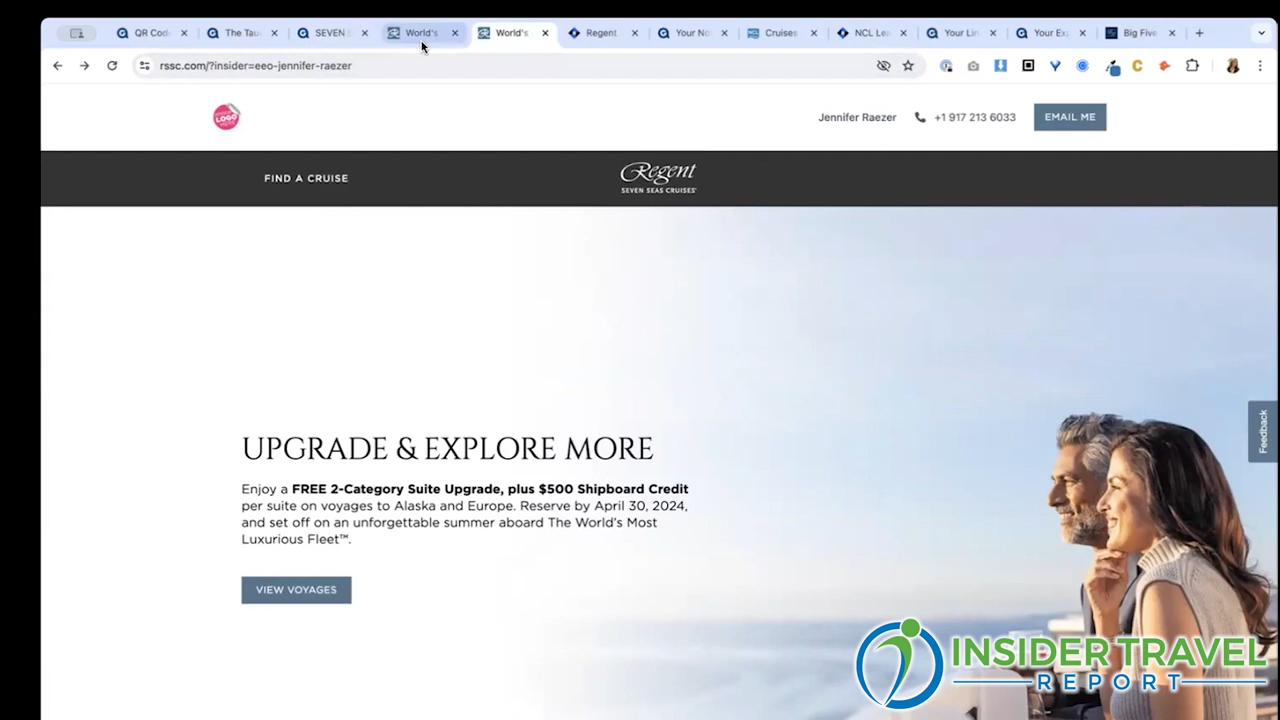 QR Cod
The Tau
SEVEN
World's
World's
Regent
Your No
Cruises
NCL Lea
Your Lin
Your Ex
Big Five
rssc.com/?insider=eeo-jennifer-raezer
LOGO
Jennifer Raezer
+1 917 213 6033
EMAIL ME
FIND A CRUISE
Regent
SEVEN SEAS CRUISES
UPGRADE & EXPLORE MORE
Enjoy a FREE 2-Category Suite Upgrade, plus $500 Shipboard Credit
per suite on voyages to Alaska and Europe. Reserve by April 30, 2024,
and set off on an unforgettable summer aboard The World's Most
Luxurious Fleet™.
VIEW VOYAGES
Feedback
INSIDER TRAVEL
REPORT